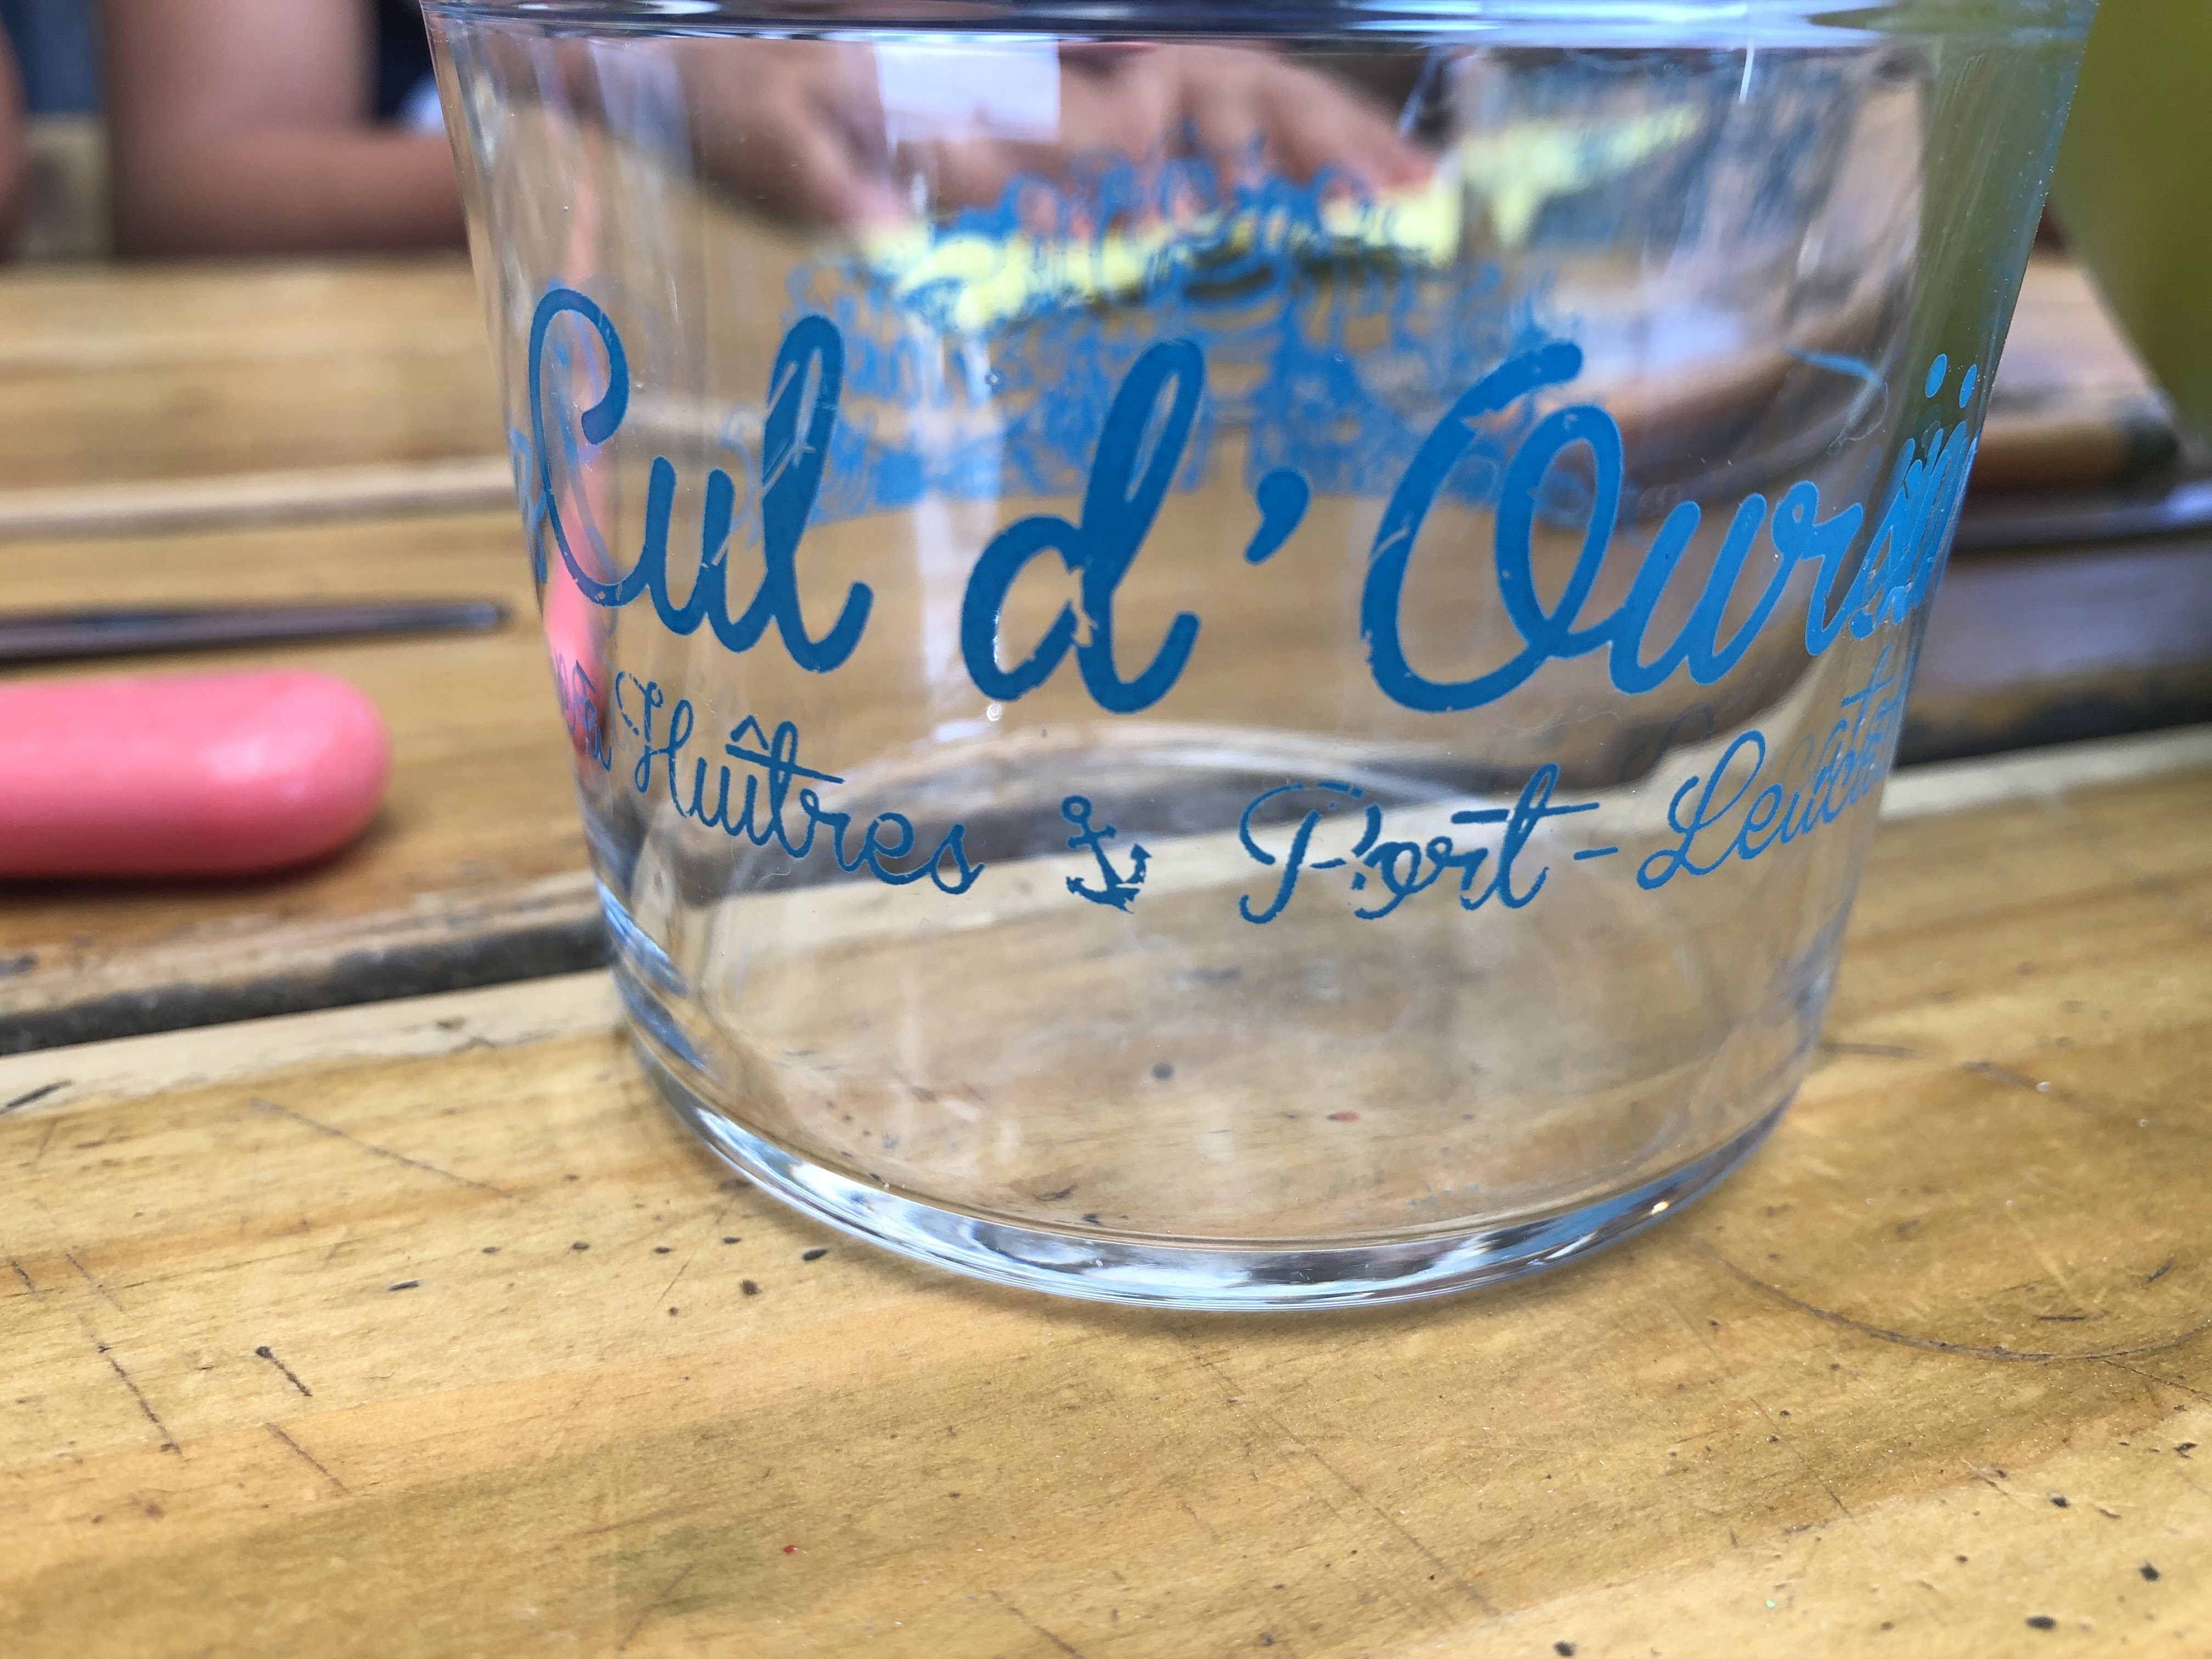 Cul d'Oursin
Huîtres Port-Leucate